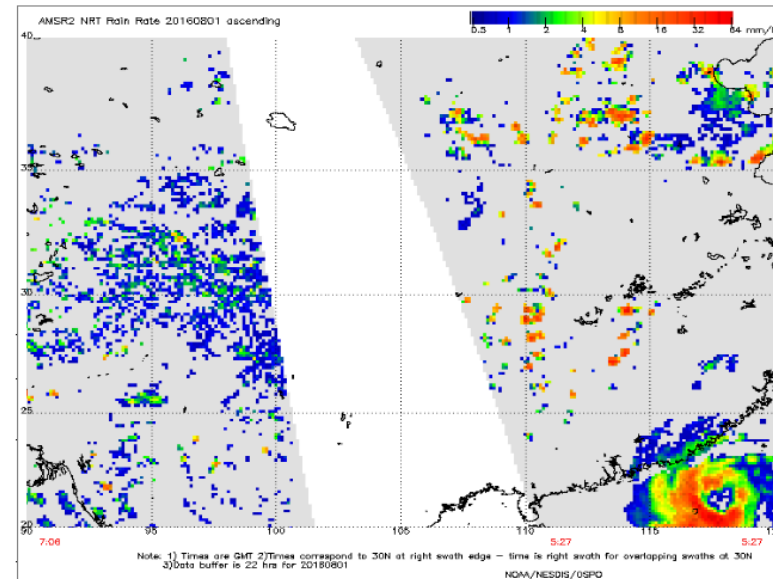 AMSR2 NRT Rain Rate 20160801 ascending
0.5 1 2 4 8 16 32 64 mm/h
40
35
30
25
20
90 95 100 105 110 115
7:06 5:27 5:27
Note: 1) Times are GMT 2)Times correspond to 30N at right swath edge – time is right swath for overlapping swaths at 30N
3)Data buffer is 22 hrs for 20160801
NOAA/NESDIS/OSPO